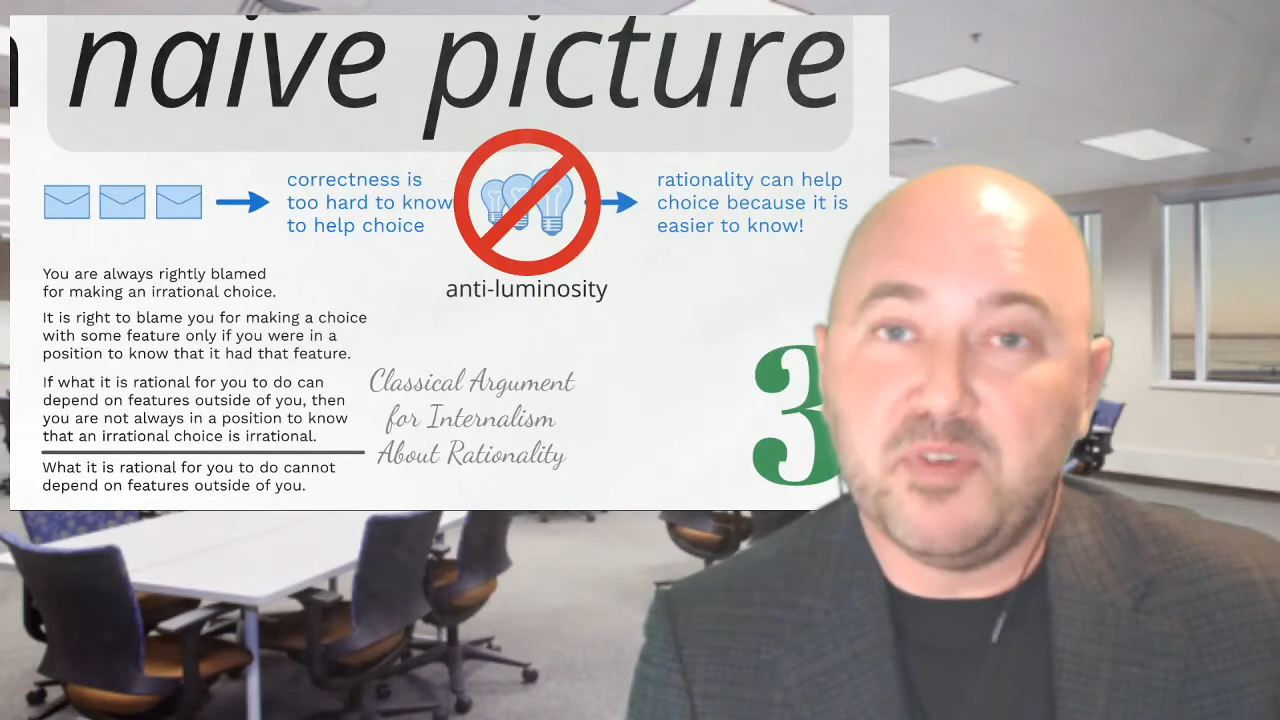 naive picture
correctness is
too hard to know
to help choice
rationality can help
choice because it is
easier to know!
anti-luminosity
You are always rightly blamed
for making an irrational choice.
It is right to blame you for making a choice
with some feature only if you were in a
position to know that it had that feature.
If what it is rational for you to do can
depend on features outside of you, then
you are not always in a position to know
that an irrational choice is irrational.
What it is rational for you to do cannot
depend on features outside of you.
Classical Argument
for Internalism
About Rationality
3